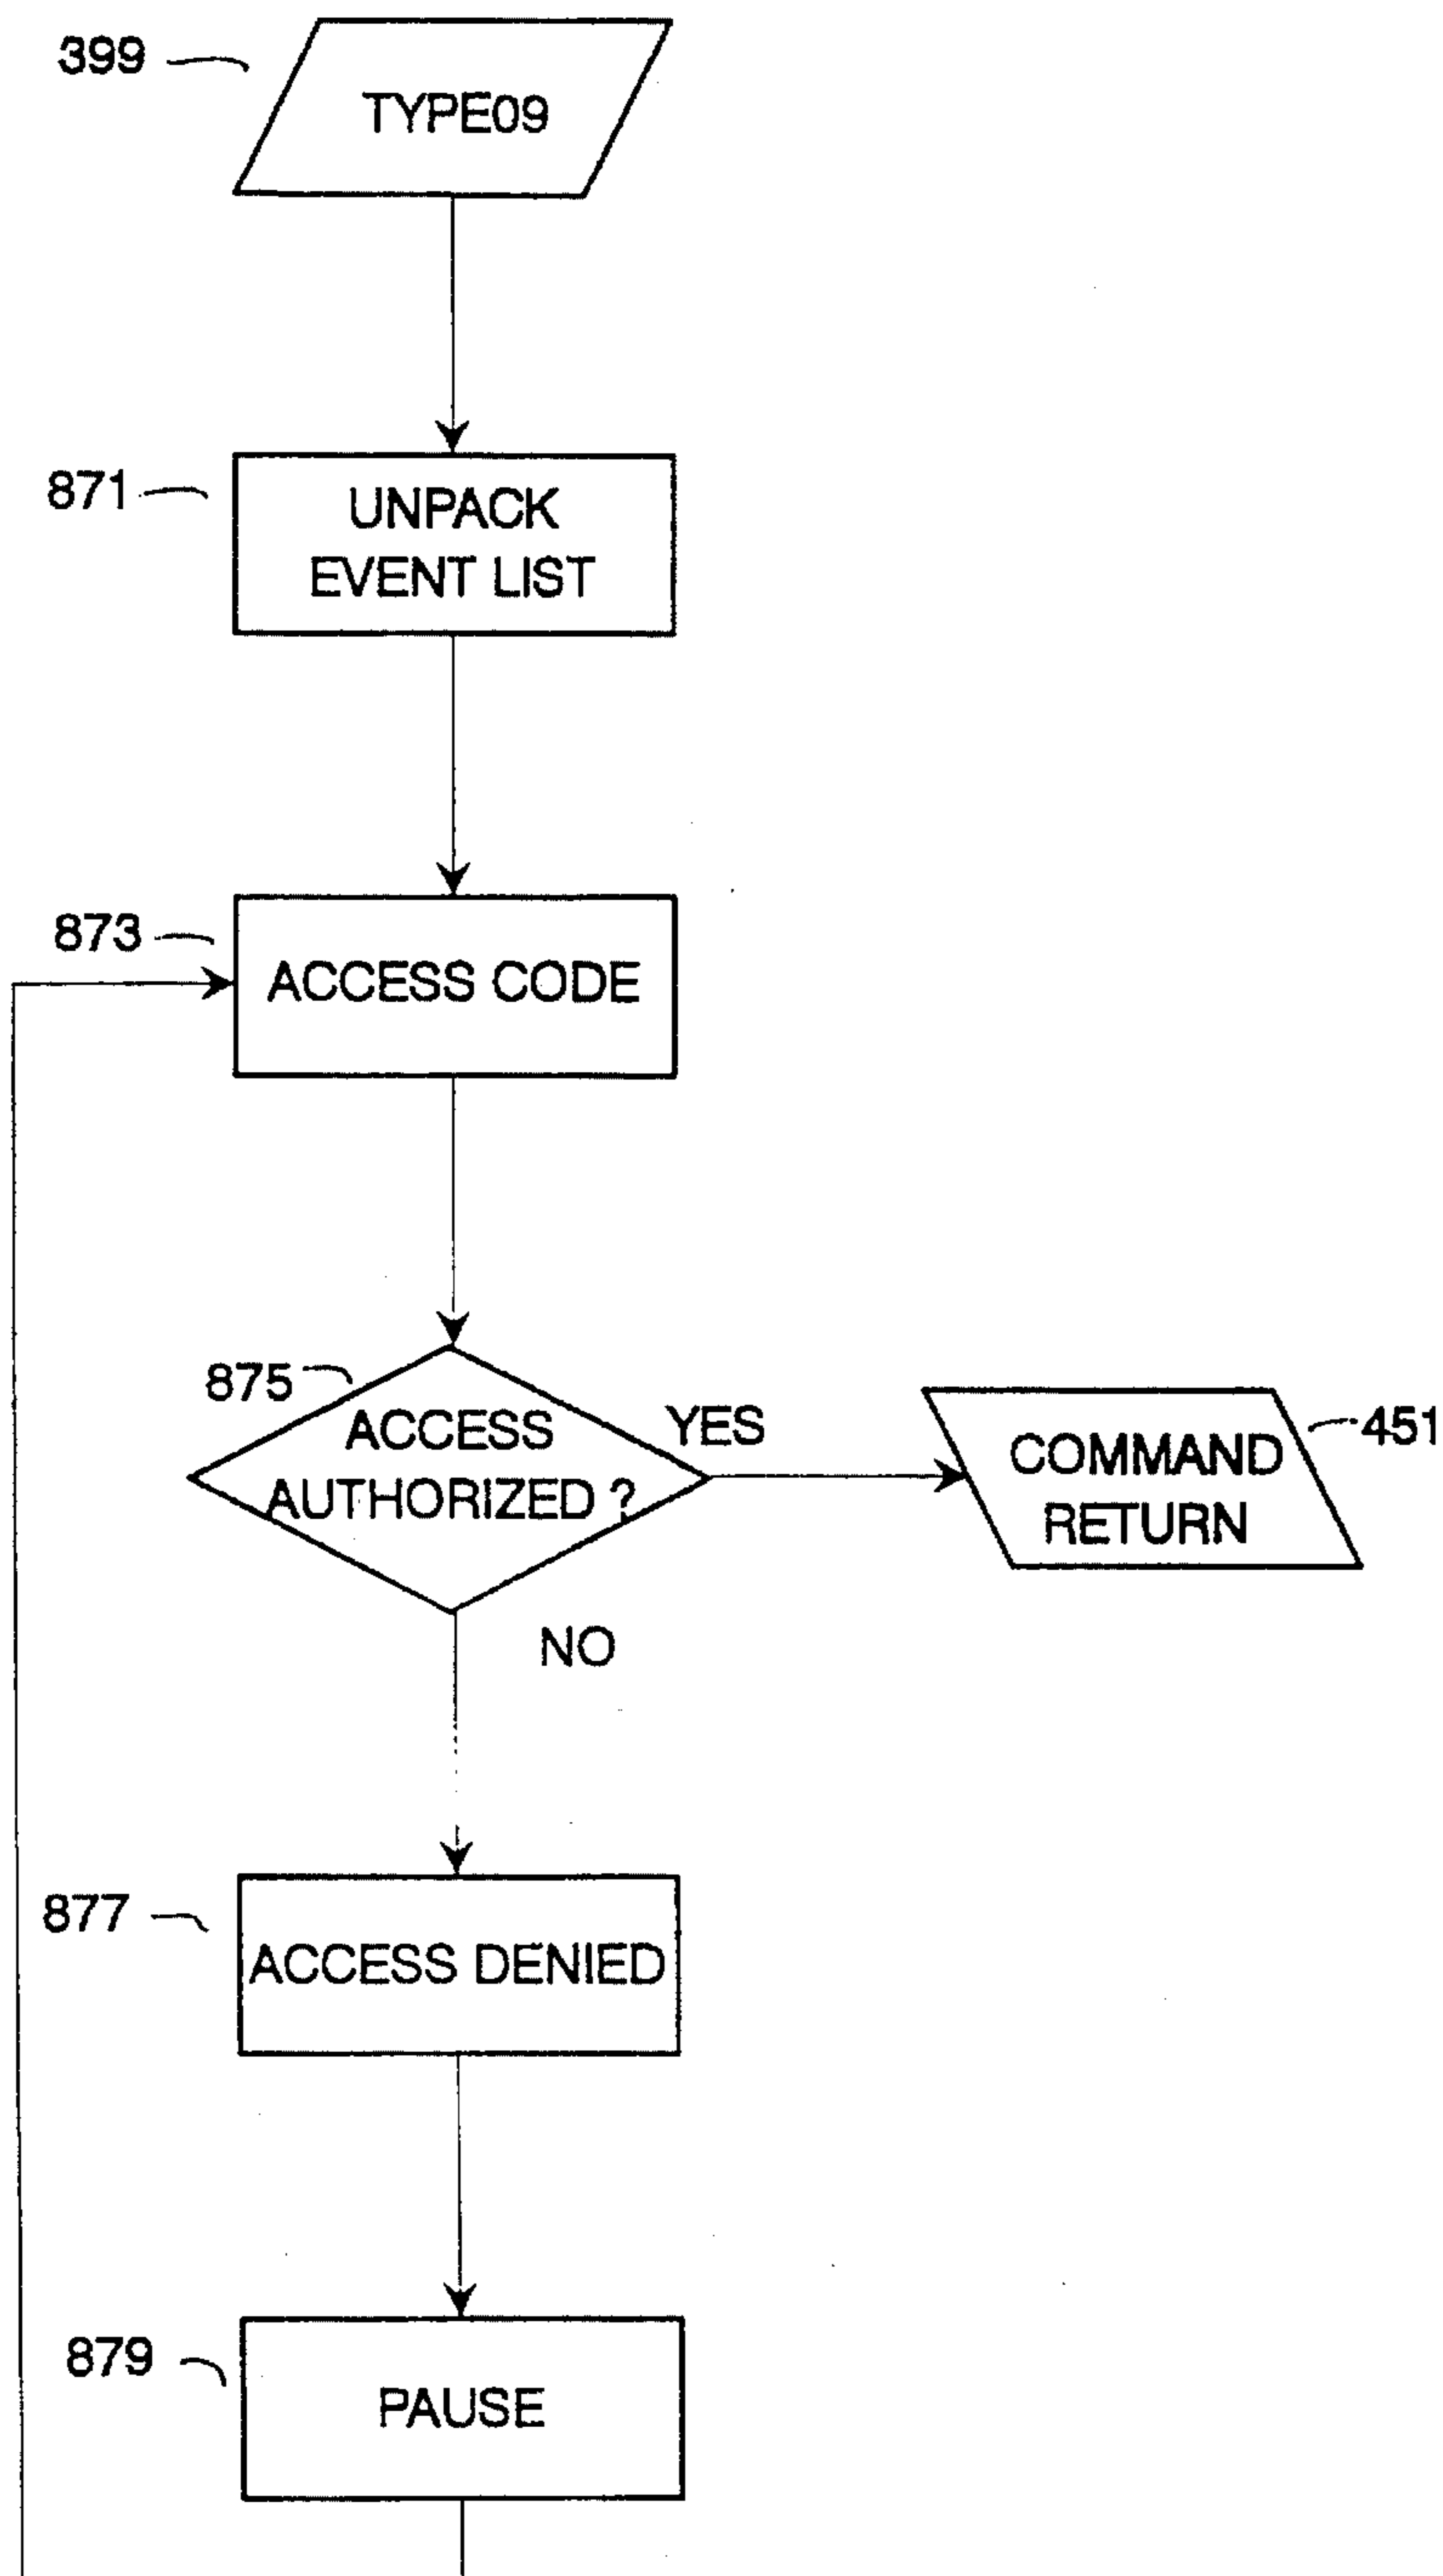 399
TYPE09
871
UNPACK
EVENT LIST
873
ACCESS CODE
875
ACCESS
AUTHORIZED ?
YES
COMMAND
RETURN
451
NO
877
ACCESS DENIED
879
PAUSE